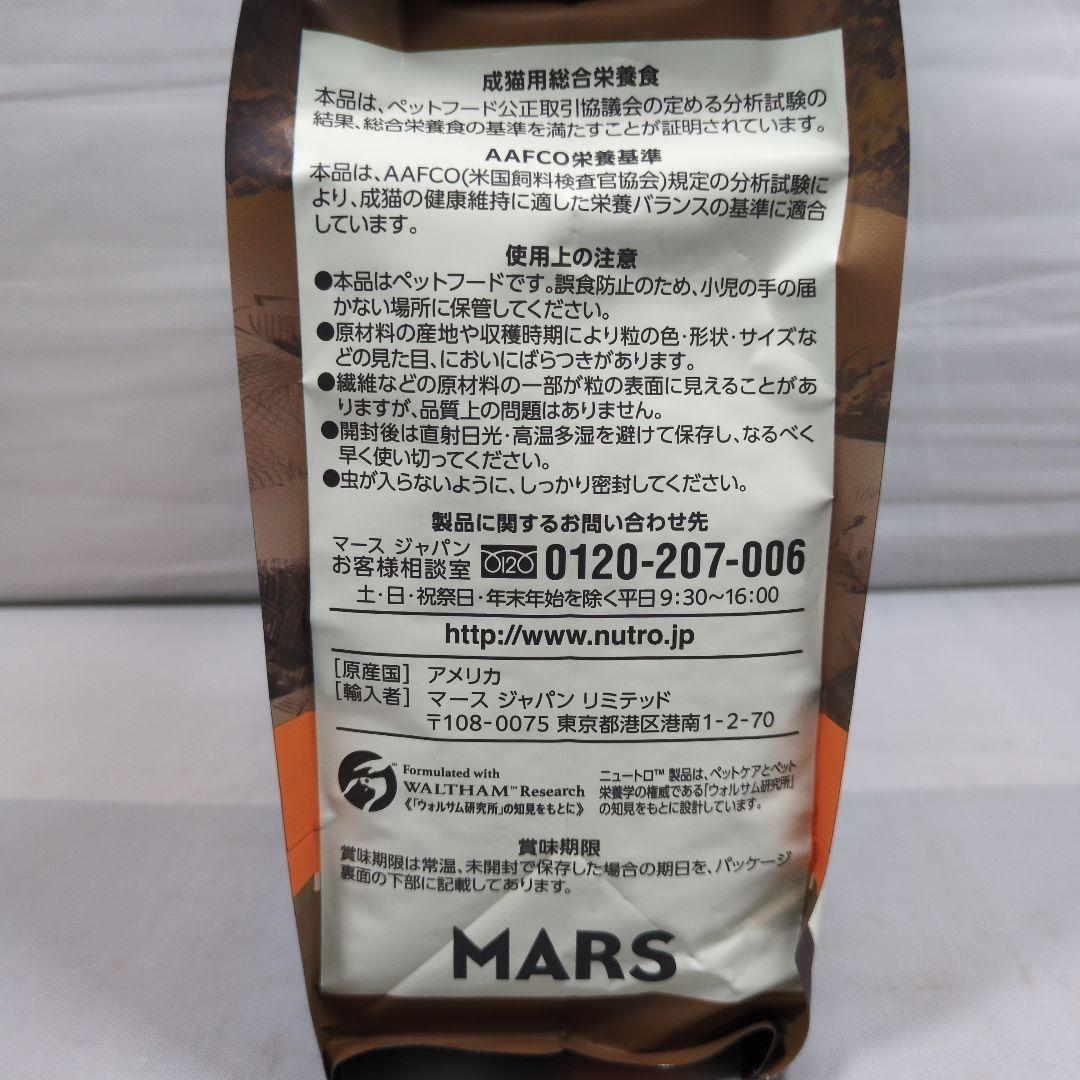 成猫用総合栄養食
本品は、ペットフード公正取引協議会の定める分析試験の
結果、総合栄養食の基準を満たすことが証明されています。
AAFCO栄養基準
本品は、AAFCO(米国飼料検査官協会)規定の分析試験に
より、成猫の健康維持に適した栄養バランスの基準に適合
しています。
使用上の注意
●本品はペットフードです。誤食防止のため、小児の手の届
かない場所に保管してください。
●原材料の産地や収穫時期により粒の色・形状・サイズな
どの見た目、においにばらつきがあります。
●繊維などの原材料の一部が粒の表面に見えることがあ
りますが、品質上の問題はありません。
●開封後は直射日光・高温多湿を避けて保存し、なるべく
早く使い切ってください。
●虫が入らないように、しっかり密封してください。
製品に関するお問い合わせ先
マース ジャパン
お客様相談室 0120 0120-207-006
土・日・祝祭日・年末年始を除く平日9:30～16:00
http://www.nutro.jp
[原産国] アメリカ
[輸入者] マース ジャパン リミテッド
〒108-0075 東京都港区港南1-2-70
Formulated with
WALTHAM™ Research
《「ウォルサム研究所」の知見をもとに》
ニュートロ™ 製品は、ペットケアとペット
栄養学の権威である「ウォルサム研究所」
の知見をもとに設計しています。
賞味期限
賞味期限は常温、未開封で保存した場合の期日を、パッケージ
裏面の下部に記載してあります。
MARS